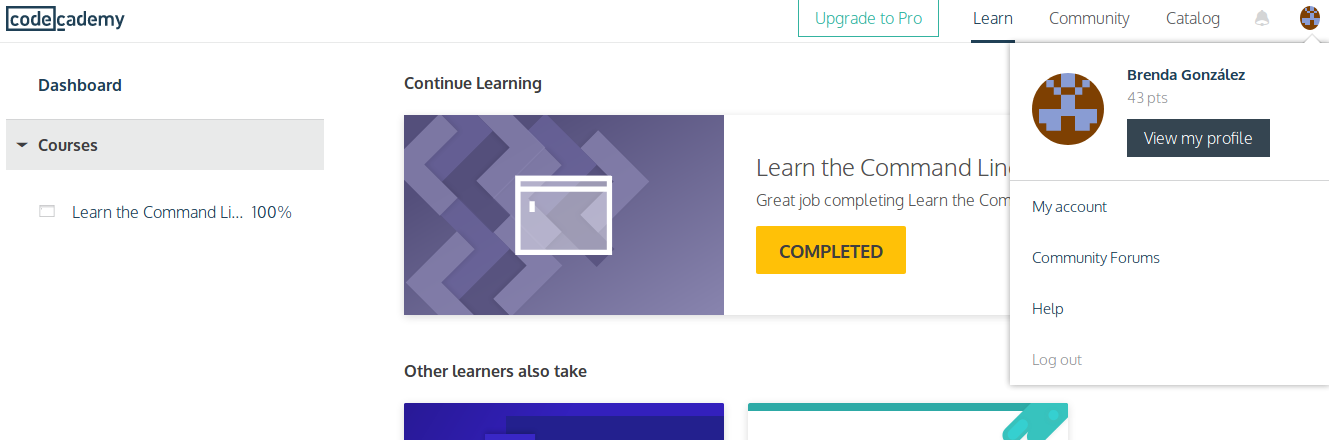 codecademy
Upgrade to Pro
Learn
Community
Catalog
Dashboard
Courses
Learn the Command Li... 100%
Continue Learning
Learn the Command Lin
Great job completing Learn the Com
COMPLETED
Other learners also take
Brenda González
43 pts
View my profile
My account
Community Forums
Help
Log out